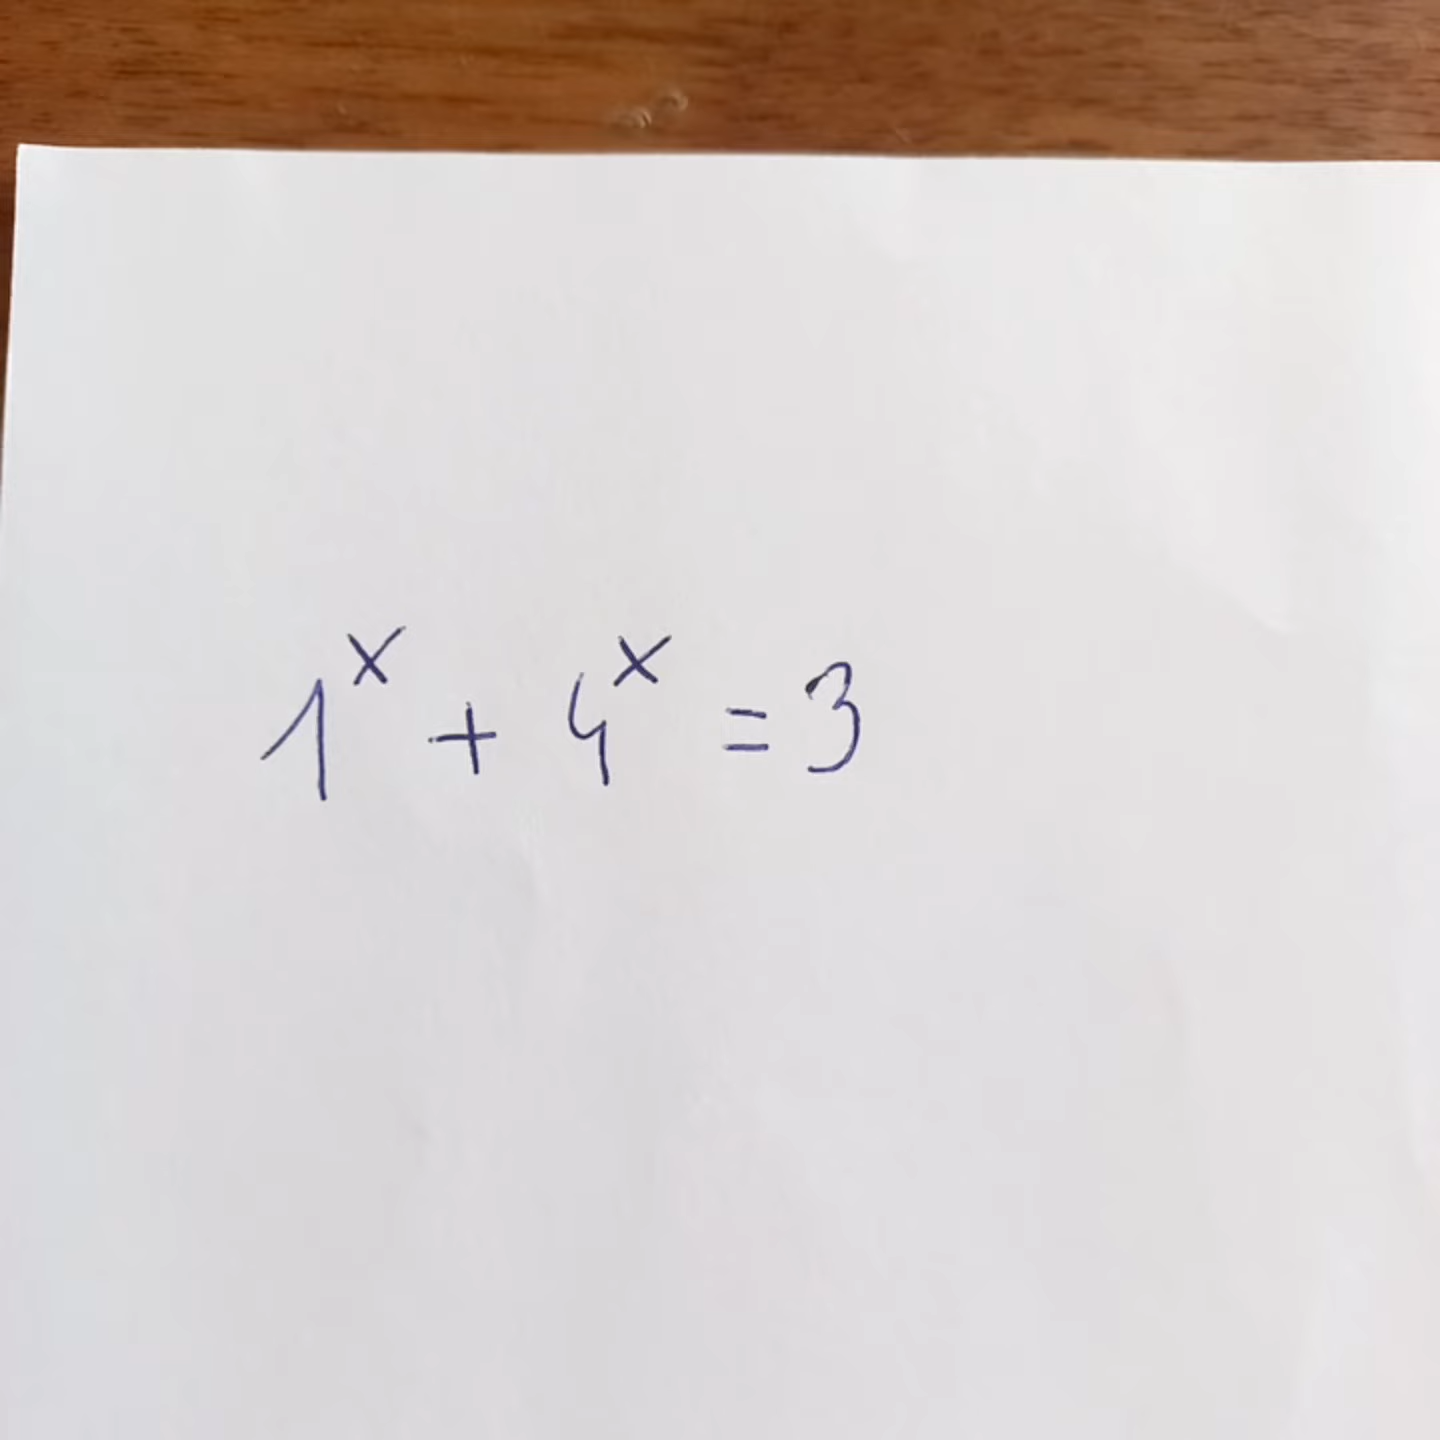 1^x + 4^x = 3